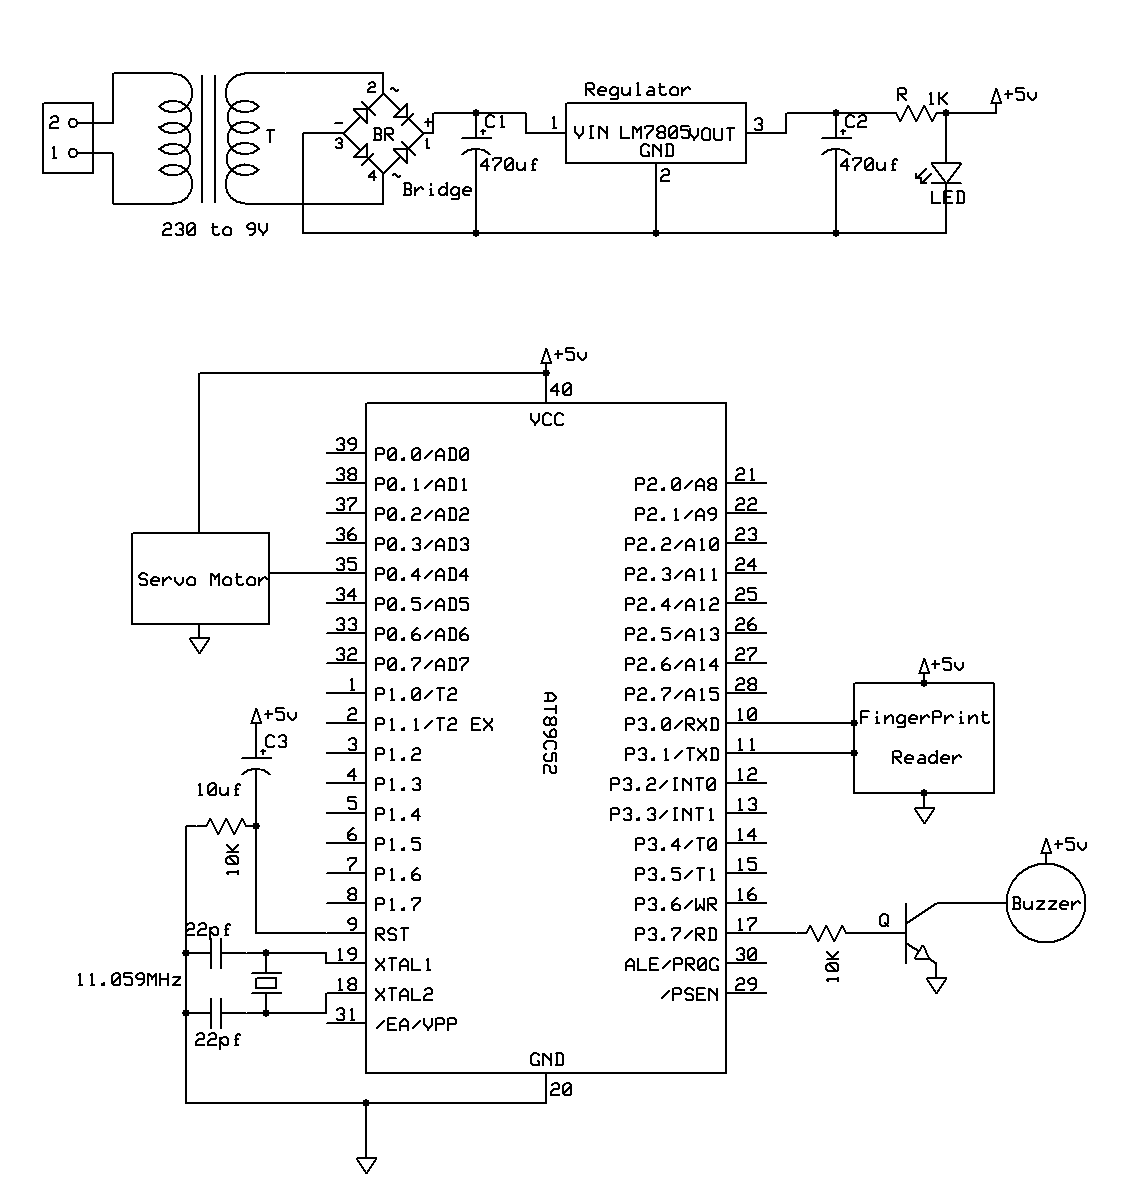 Regulator
2
1
T
230 to 9V
2
~
-
3
BR
+
1
4
~
Bridge
C1
+
470uf
1
VIN LM7805 VOUT
GND
3
2
C2
+
470uf
R
1K
+5v
LED
+5v
40
VCC
39 P0.0/AD0
38 P0.1/AD1
37 P0.2/AD2
36 P0.3/AD3
35 P0.4/AD4
34 P0.5/AD5
33 P0.6/AD6
32 P0.7/AD7
1 P1.0/T2
2 P1.1/T2 EX
3 P1.2
4 P1.3
5 P1.4
6 P1.5
7 P1.6
8 P1.7
9 RST
19 XTAL1
18 XTAL2
31 /EA/VPP
AT89C52
P2.0/A8 21
P2.1/A9 22
P2.2/A10 23
P2.3/A11 24
P2.4/A12 25
P2.5/A13 26
P2.6/A14 27
P2.7/A15 28
P3.0/RXD 10
P3.1/TXD 11
P3.2/INT0 12
P3.3/INT1 13
P3.4/T0 14
P3.5/T1 15
P3.6/WR 16
P3.7/RD 17
ALE/PR0G 30
/PSEN 29
GND
20
Servo Motor
+5v
+
C3
10uf
10K
22pf
11.059MHz
22pf
+5v
FingerPrint
Reader
+5v
Buzzer
Q
10K